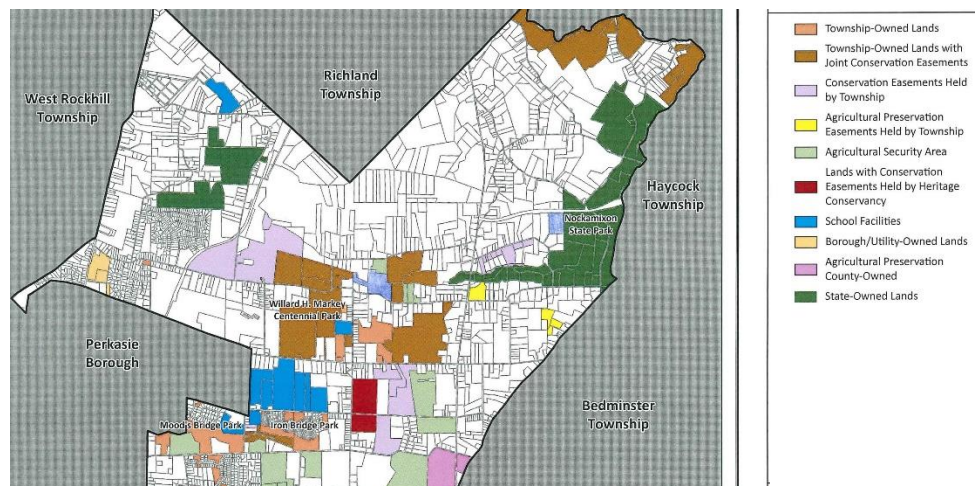 West Rockhill
Township
Richland
Township
Haycock
Township
Nockamixon
State Park
Willard H. Markey
Centennial Park
Perkasie
Borough
Mood's Bridge Park
Iron Bridge Park
Bedminster
Township
Township-Owned Lands
Township-Owned Lands with
Joint Conservation Easements
Conservation Easements Held
by Township
Agricultural Preservation
Easements Held by Township
Agricultural Security Area
Lands with Conservation
Easements Held by Heritage
Conservancy
School Facilities
Borough/Utility-Owned Lands
Agricultural Preservation
County-Owned
State-Owned Lands